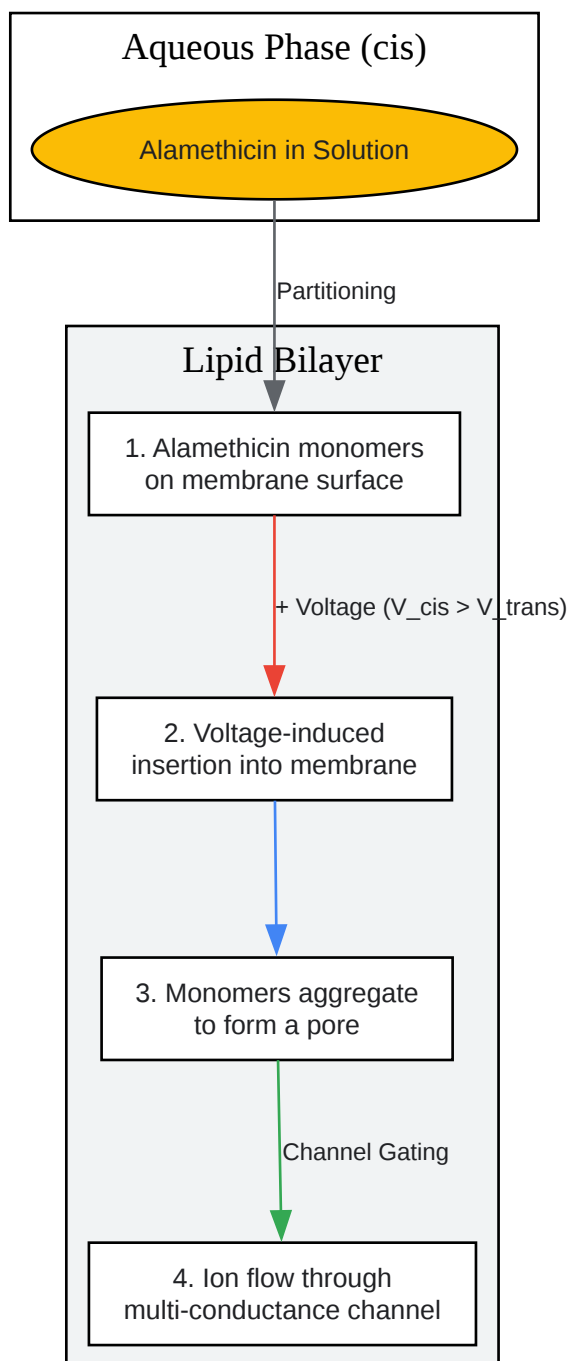 Aqueous Phase (cis)
Alamethicin in Solution
Partitioning
Lipid Bilayer
1. Alamethicin monomers
on membrane surface
+ Voltage (V_cis > V_trans)
2. Voltage-induced
insertion into membrane
3. Monomers aggregate
to form a pore
Channel Gating
4. Ion flow through
multi-conductance channel